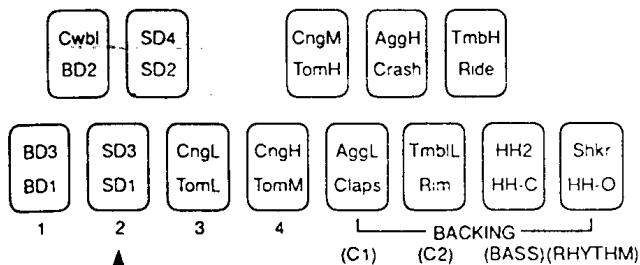 Cwbl SD4 CngM AggH TmbH
BD2 SD2 TomH Crash Ride
BD3 SD3 CngL CngH AggL TmblL HH2 Shkr
BD1 SD1 TomL TomM Claps Rim HH-C HH-O
1 2 3 4 BACKING
(C1) (C2) (BASS) (RHYTHM)